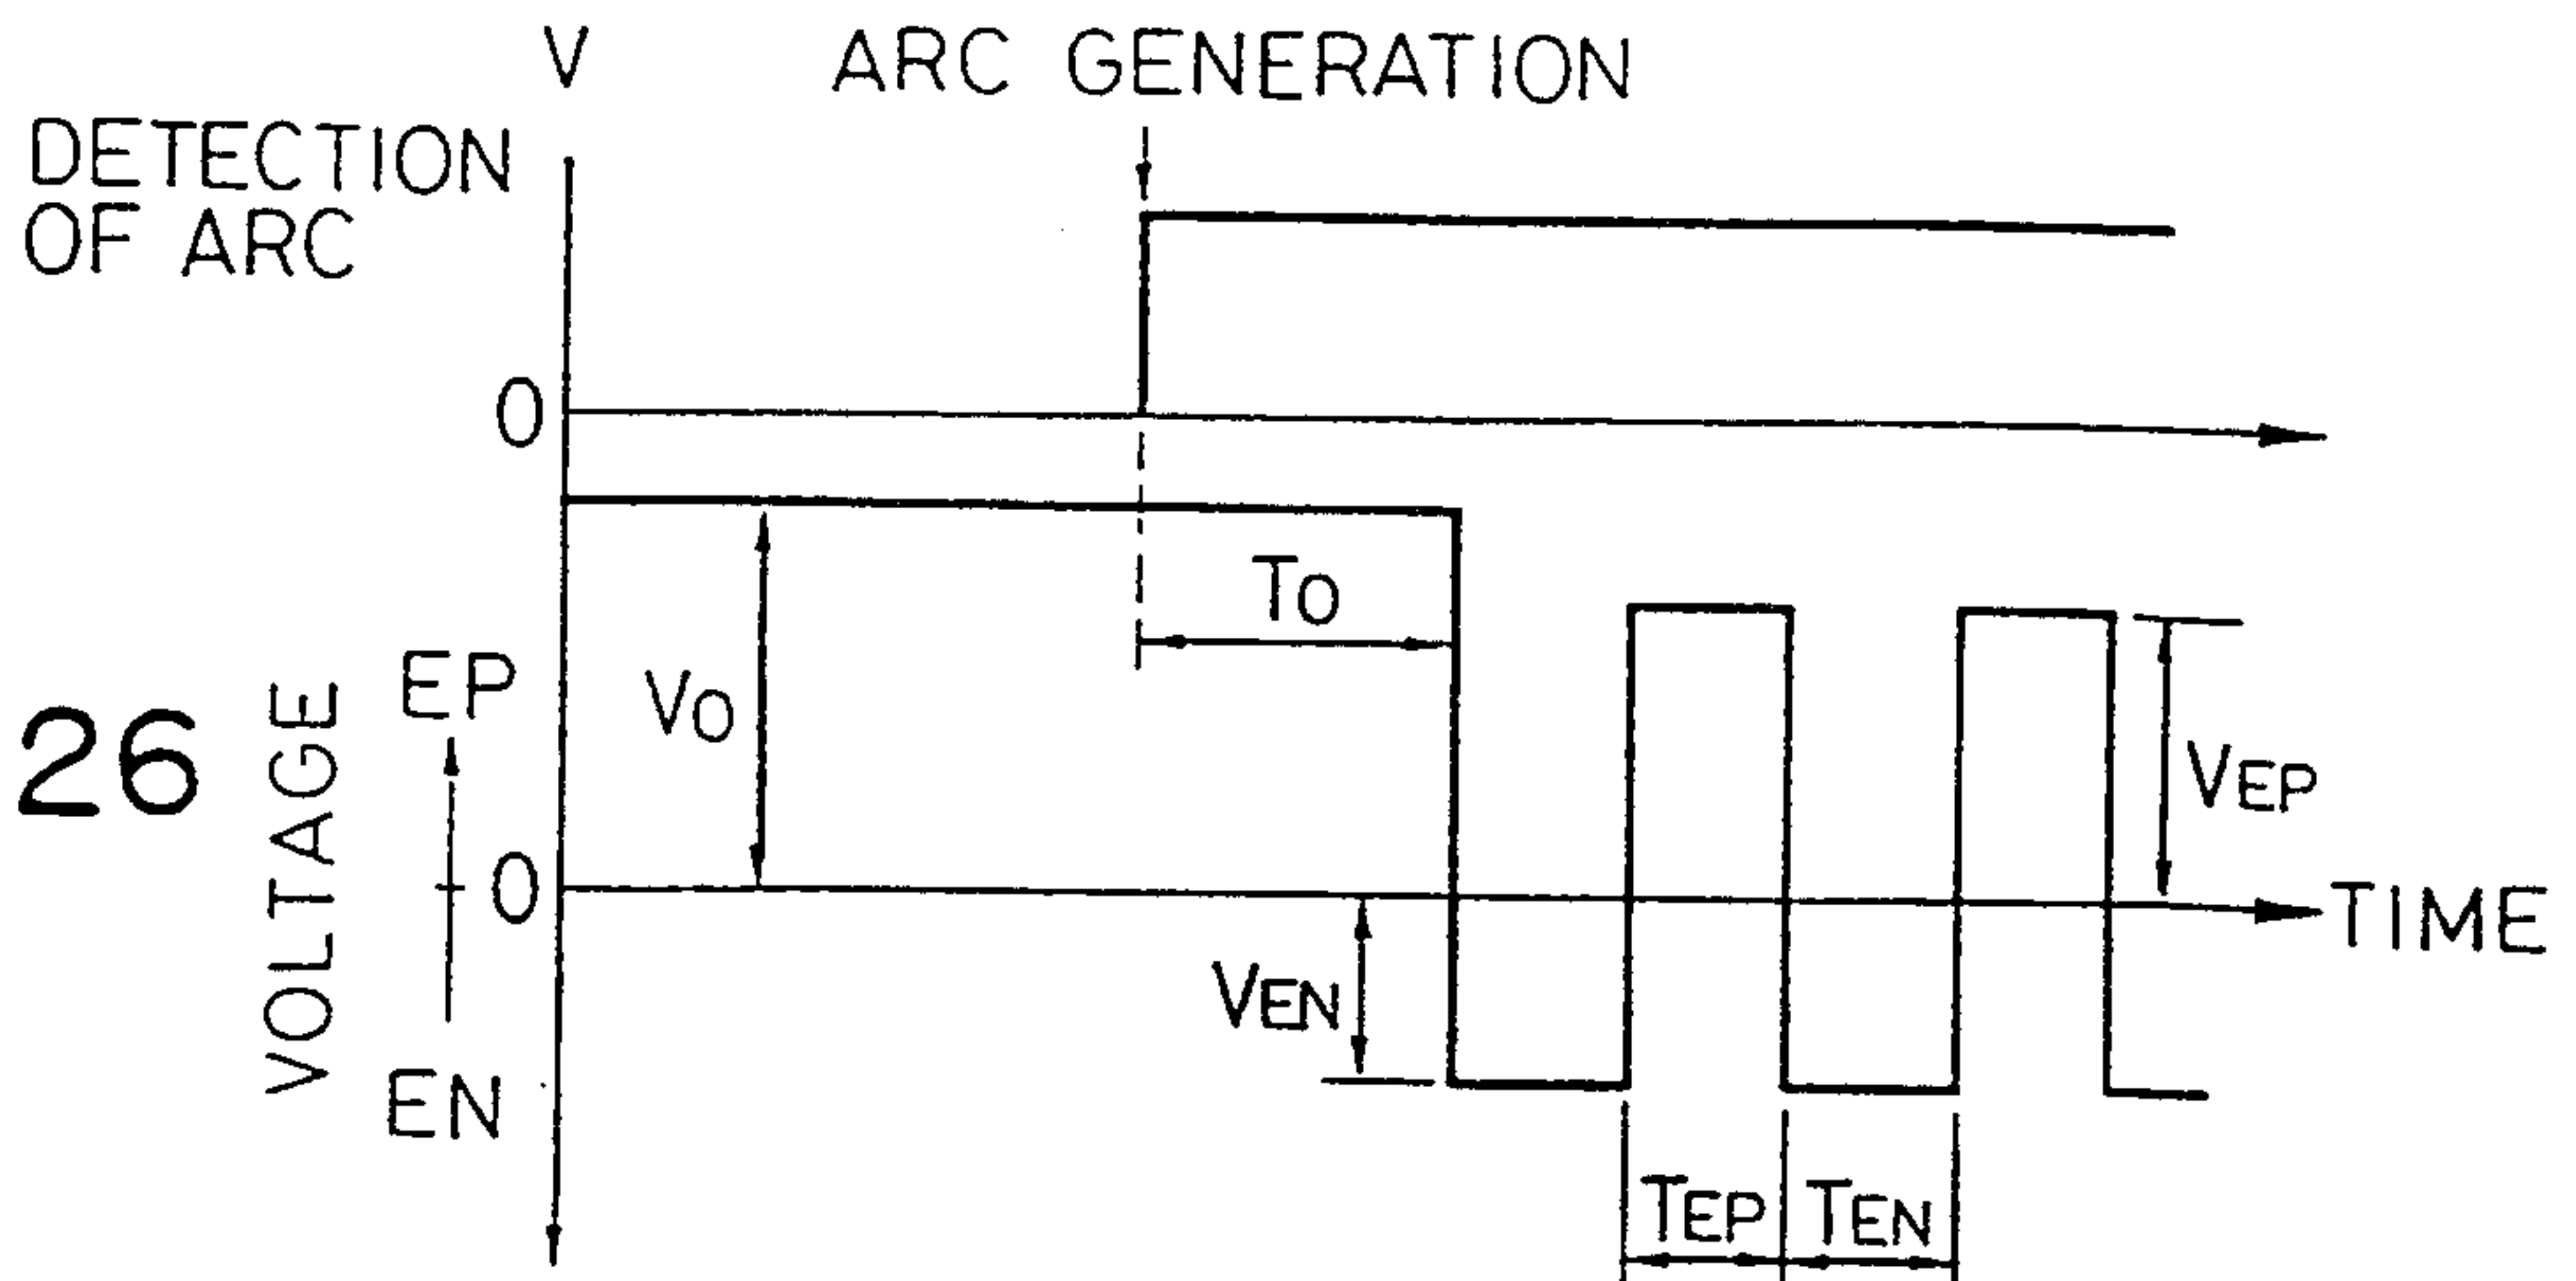 V
ARC GENERATION
DETECTION
OF ARC
0
To
Vo
EP
26
VOLTAGE
VEP
0
TIME
VEN
EN
TEP
TEN